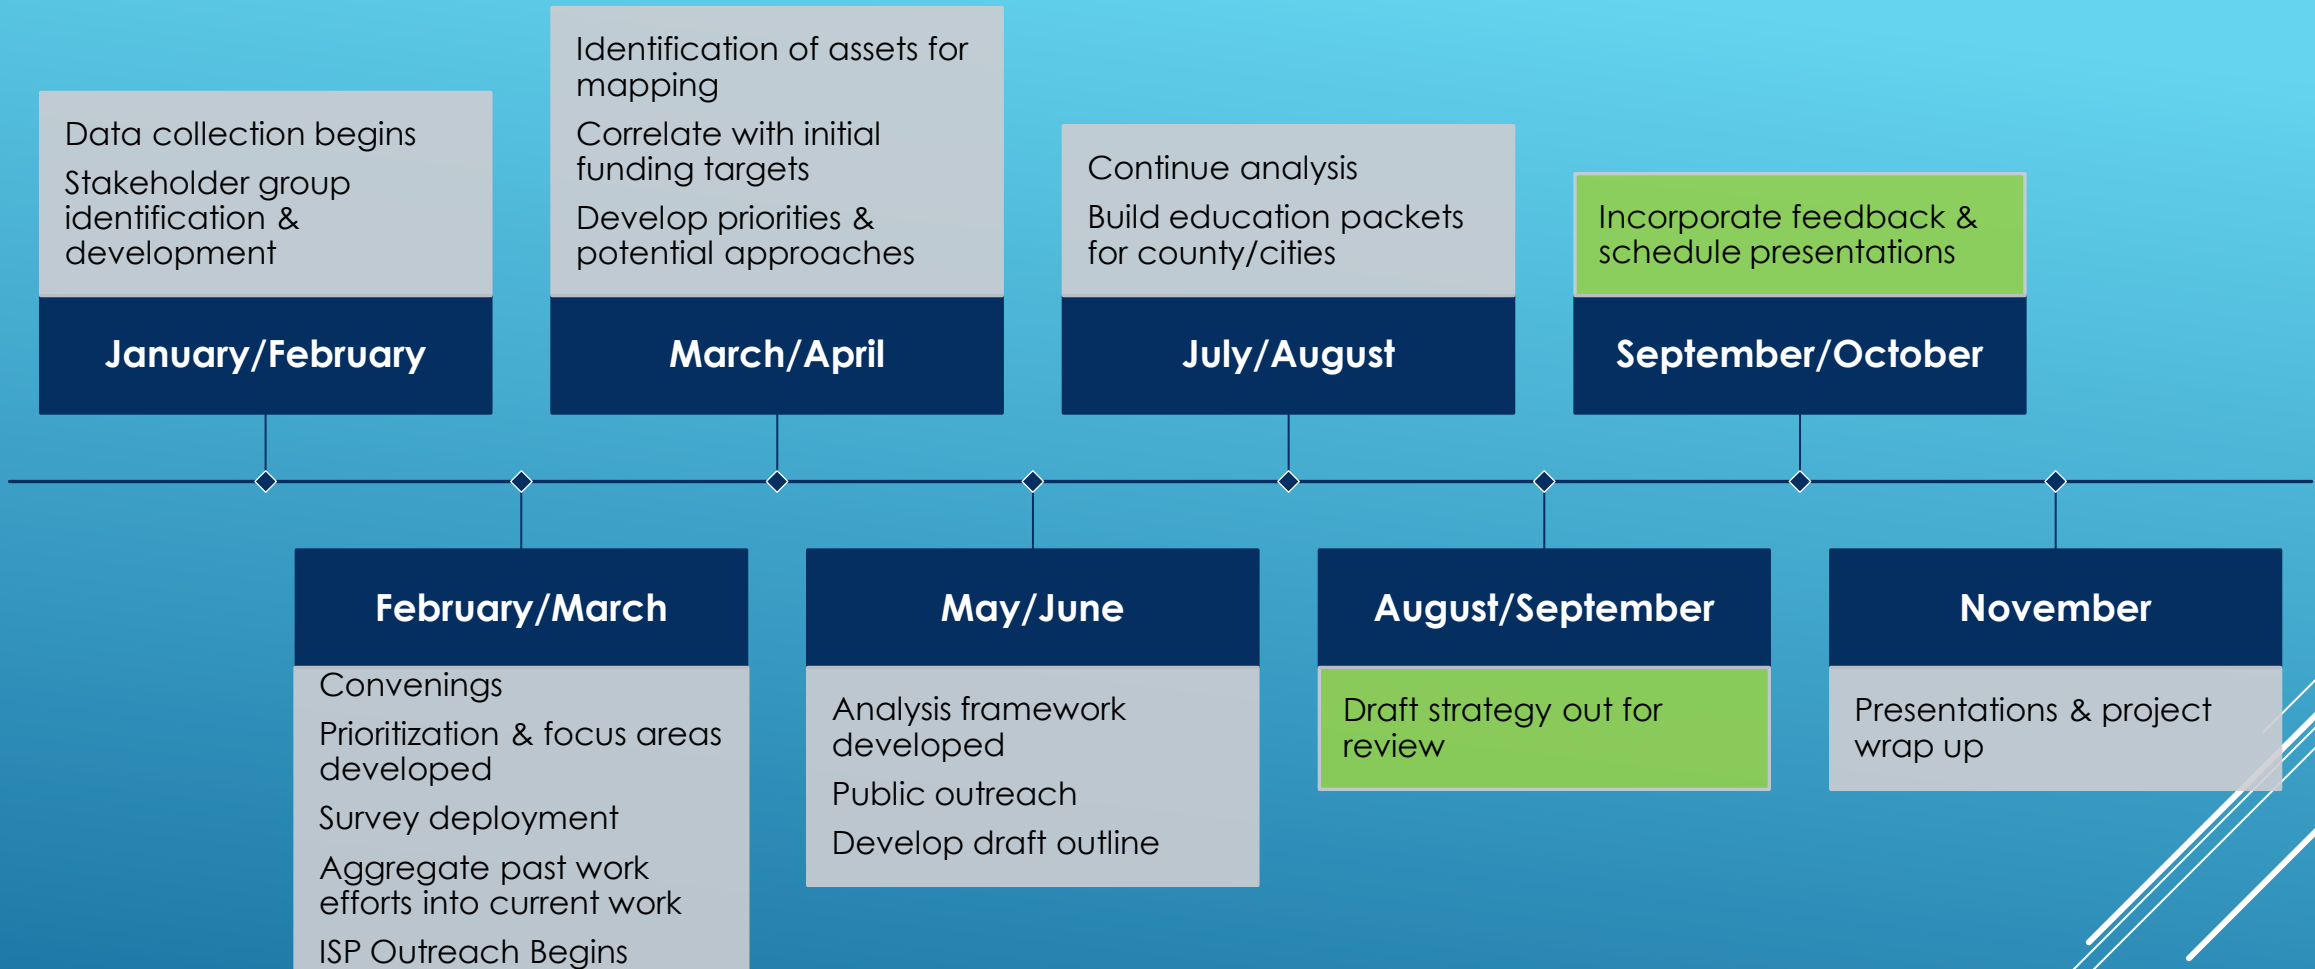 Data collection begins
Stakeholder group
identification &
development
January/February
Identification of assets for
mapping
Correlate with initial
funding targets
Develop priorities &
potential approaches
March/April
Continue analysis
Build education packets
for county/cities
July/August
Incorporate feedback &
schedule presentations
September/October
February/March
Convenings
Prioritization & focus areas
developed
Survey deployment
Aggregate past work
efforts into current work
ISP Outreach Begins
May/June
Analysis framework
developed
Public outreach
Develop draft outline
August/September
Draft strategy out for
review
November
Presentations & project
wrap up